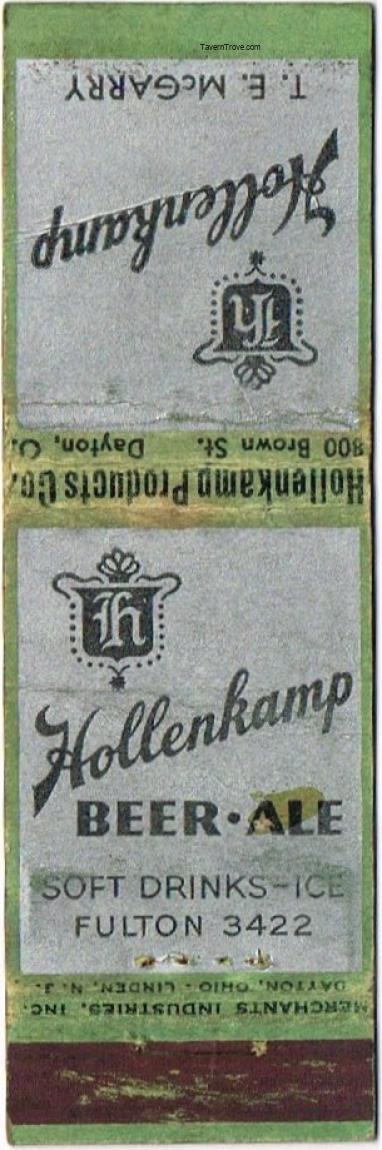 TavernTrove.com
T. E. McGARRY
Hollenkamp
H
800 Brown St. Dayton, O.
Hollenkamp Products Co.
H
Hollenkamp
BEER • ALE
SOFT DRINKS-ICE
FULTON 3422
MERCHANTS INDUSTRIES, INC.
DAYTON, OHIO - LINDEN, N. J.